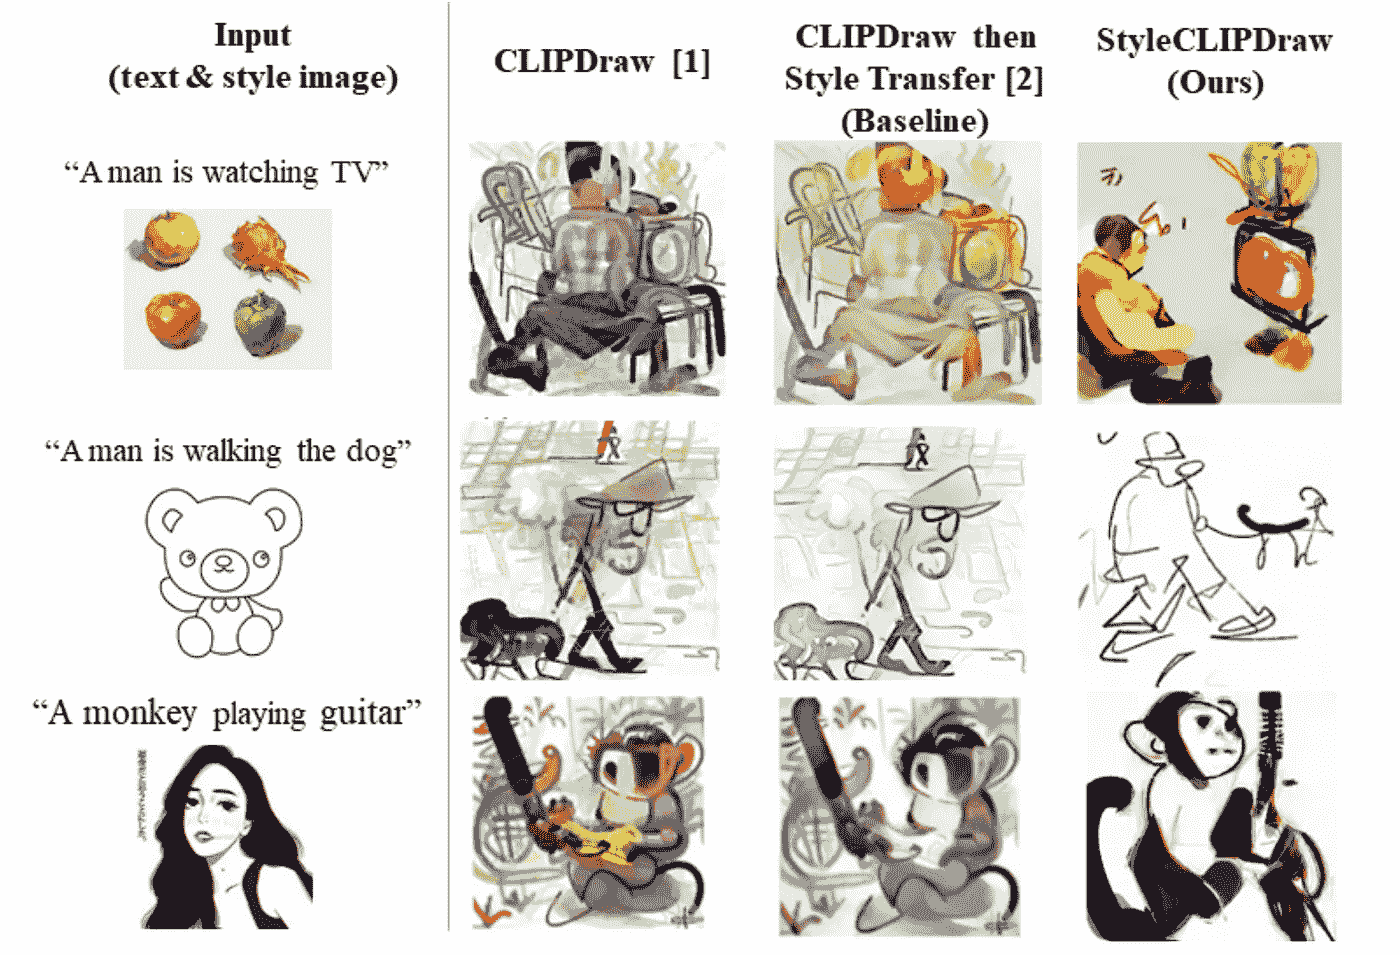 Input
(text & style image)
CLIPDraw [1]
CLIPDraw then
Style Transfer [2]
(Baseline)
StyleCLIPDraw
(Ours)
“A man is watching TV”
“A man is walking the dog”
“A monkey playing guitar”